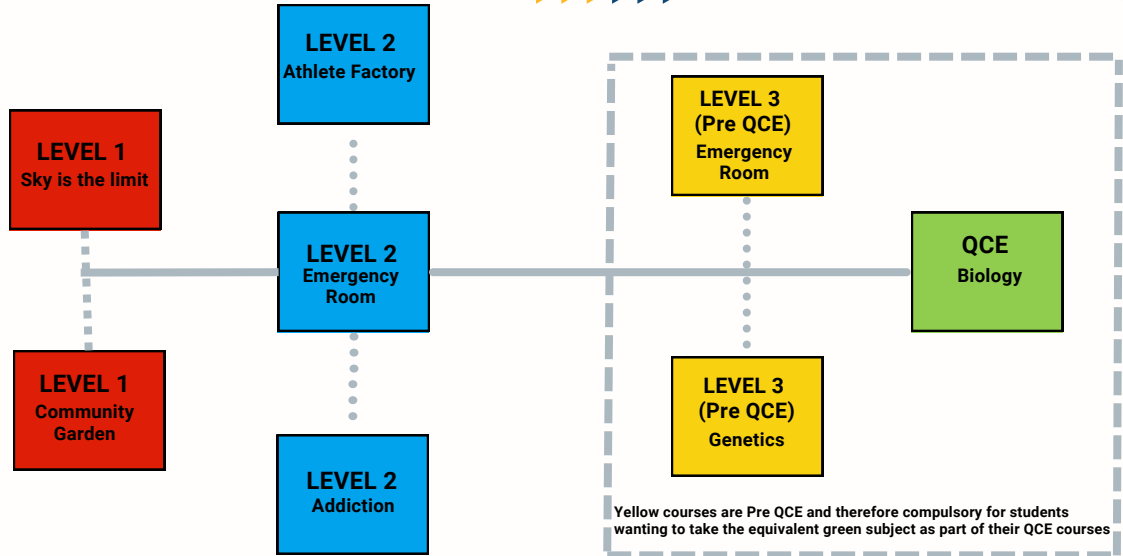 LEVEL 1
Sky is the limit
LEVEL 1
Community
Garden
LEVEL 2
Athlete Factory
LEVEL 2
Emergency
Room
LEVEL 2
Addiction
LEVEL 3
(Pre QCE)
Emergency
Room
LEVEL 3
(Pre QCE)
Genetics
QCE
Biology
Yellow courses are Pre QCE and therefore compulsory for students
wanting to take the equivalent green subject as part of their QCE courses